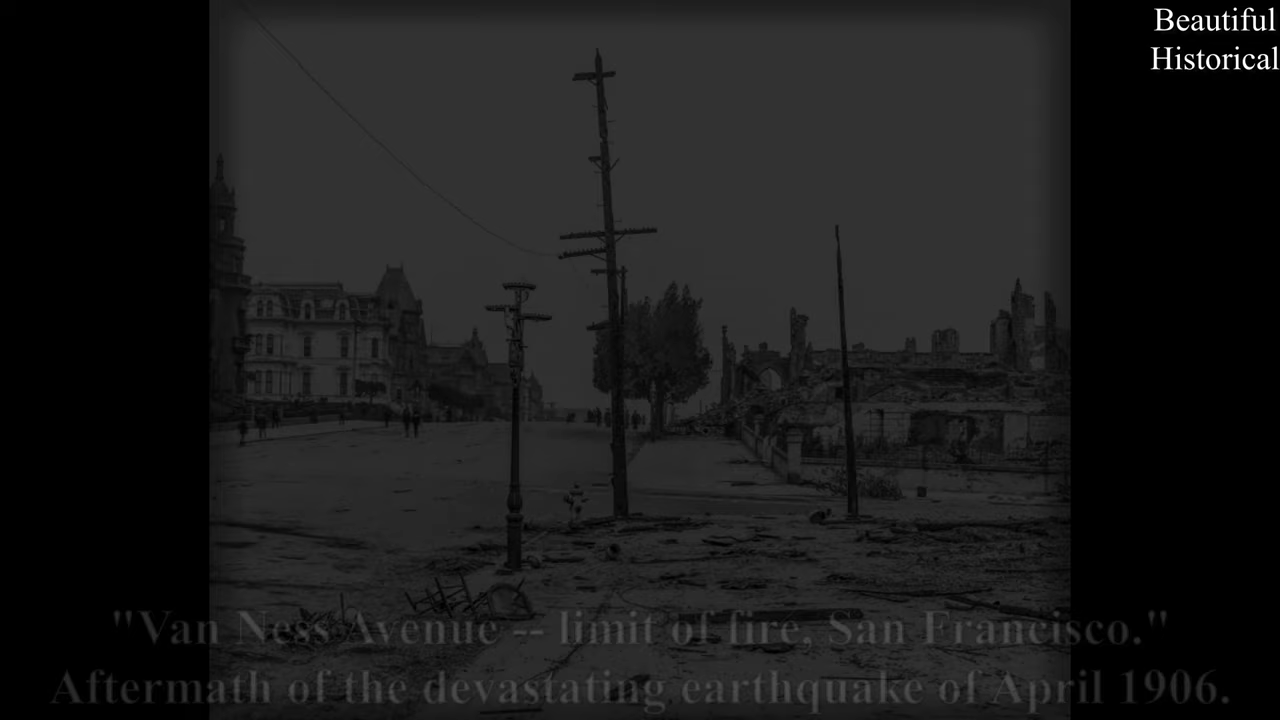 Beautiful
Historical
"Van Ness Avenue -- limit of fire, San Francisco."
Aftermath of the devastating earthquake of April 1906.